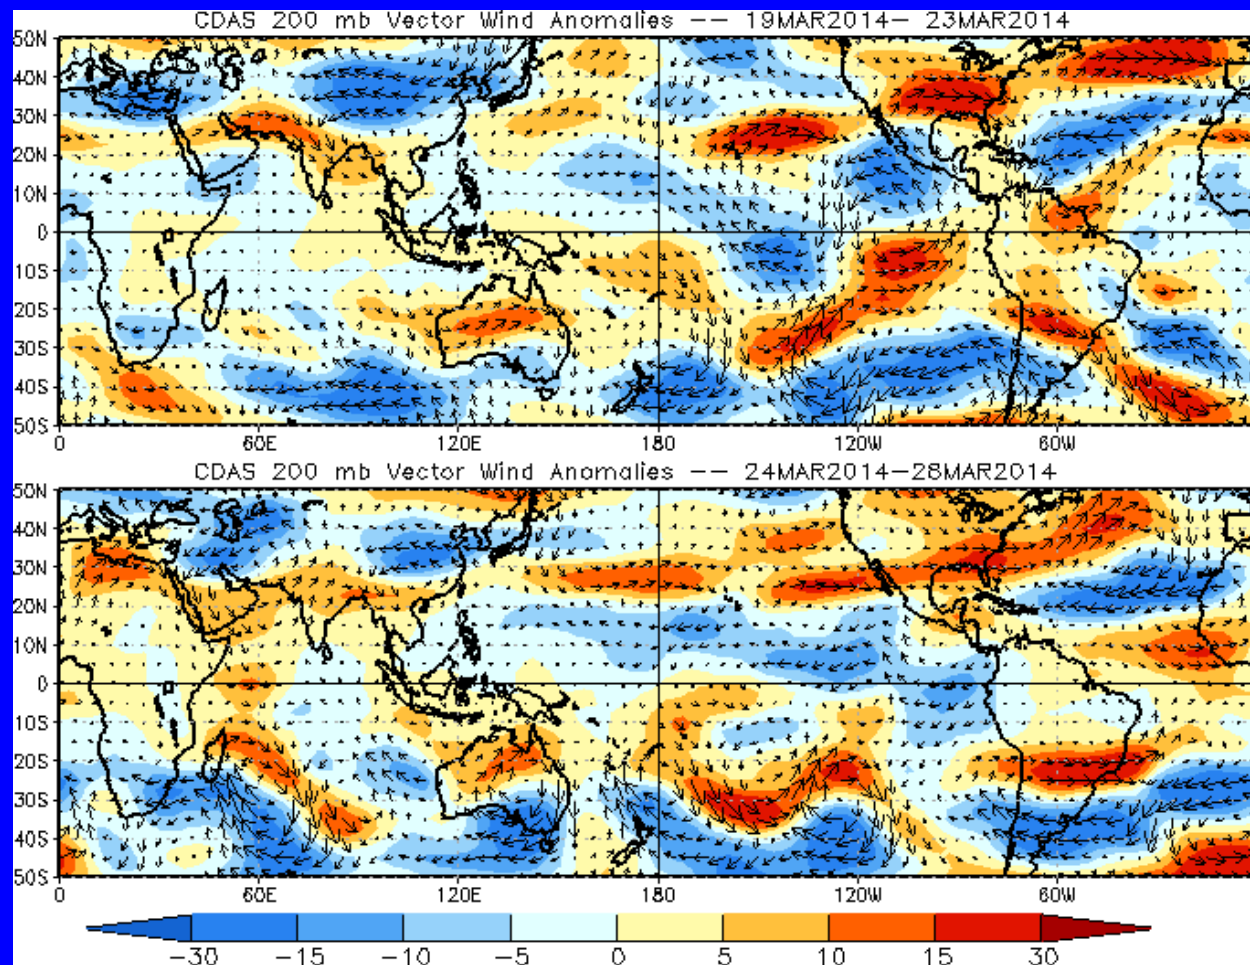 CDAS 200 mb Vector Wind Anomalies -- 19MAR2014- 23MAR2014
50N
40N
30N
20N
10N
0
10S
20S
30S
40S
50S
0 60E 120E 180 120W 60W
CDAS 200 mb Vector Wind Anomalies -- 24MAR2014-28MAR2014
50N
40N
30N
20N
10N
0
10S
20S
30S
40S
50S
0 60E 120E 180 120W 60W
-30 -15 -10 -5 0 5 10 15 30